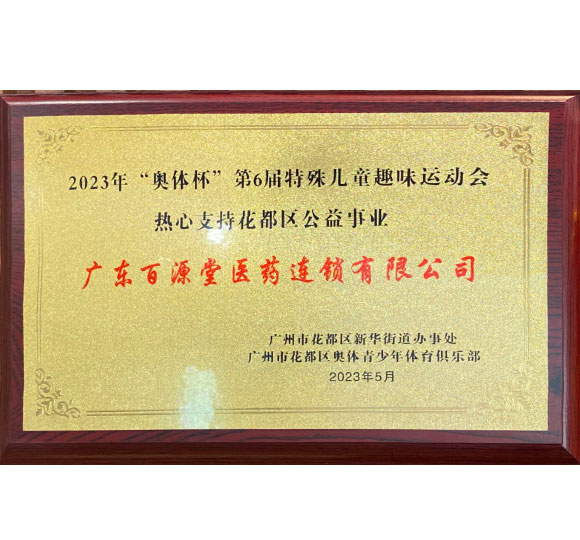 2023年“奥体杯”第6届特殊儿童趣味运动会
热心支持花都区公益事业
广东百源堂医药连锁有限公司
广州市花都区新华街道办事处
广州市花都区奥体青少年体育俱乐部
2023年5月